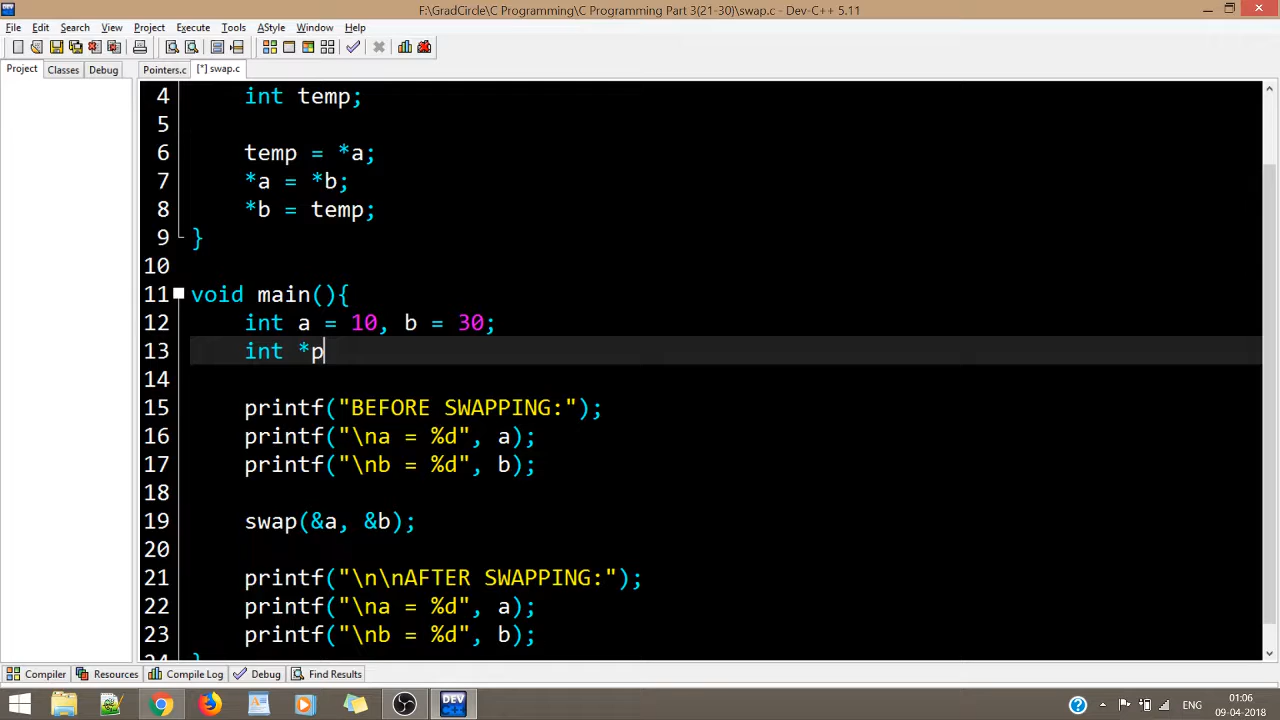 F:\GradCircle\C Programming\C Programming Part 3(21-30)\swap.c - Dev-C++ 5.11
File Edit Search View Project Execute Tools AStyle Window Help
Project Classes Debug Pointers.c [*] swap.c
4 int temp;
5
6 temp = *a;
7 *a = *b;
8 *b = temp;
9 }
10
11 void main(){
12 int a = 10, b = 30;
13 int *p
14
15 printf("BEFORE SWAPPING:");
16 printf("\na = %d", a);
17 printf("\nb = %d", b);
18
19 swap(&a, &b);
20
21 printf("\n\nAFTER SWAPPING:");
22 printf("\na = %d", a);
23 printf("\nb = %d", b);
24 }
Compiler Resources Compile Log Debug Find Results
DEV ENG 01:06
09-04-2018